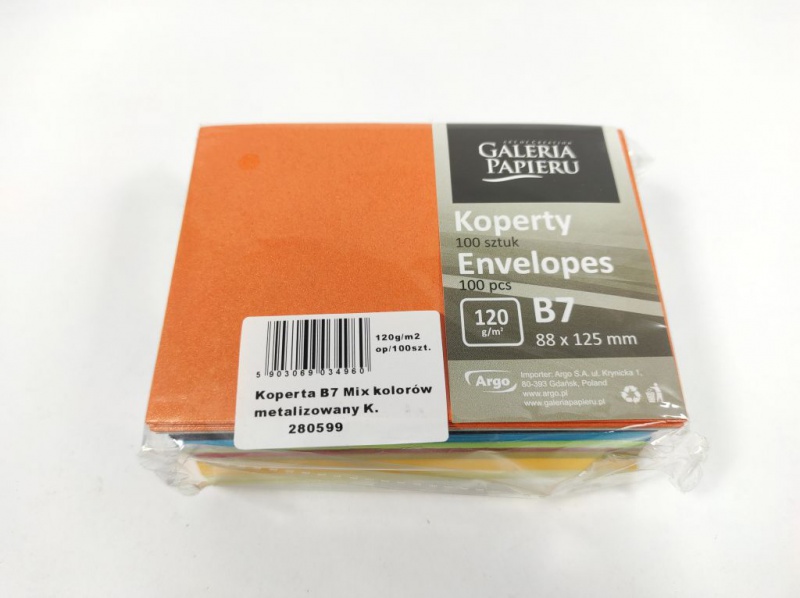 GALERIA
PAPIERU
Koperty
100 sztuk
Envelopes
100 pcs
120
g/m²
B7
88 x 125 mm
Argo
Importer: Argo S.A. ul. Krynicka 1,
80-393 Gdańsk, Poland
www.argo.pl
www.galeriapapieru.pl
120g/m2
op/100szt.
5 903069 034960
Koperta B7 Mix kolorów
metalizowany K.
280599